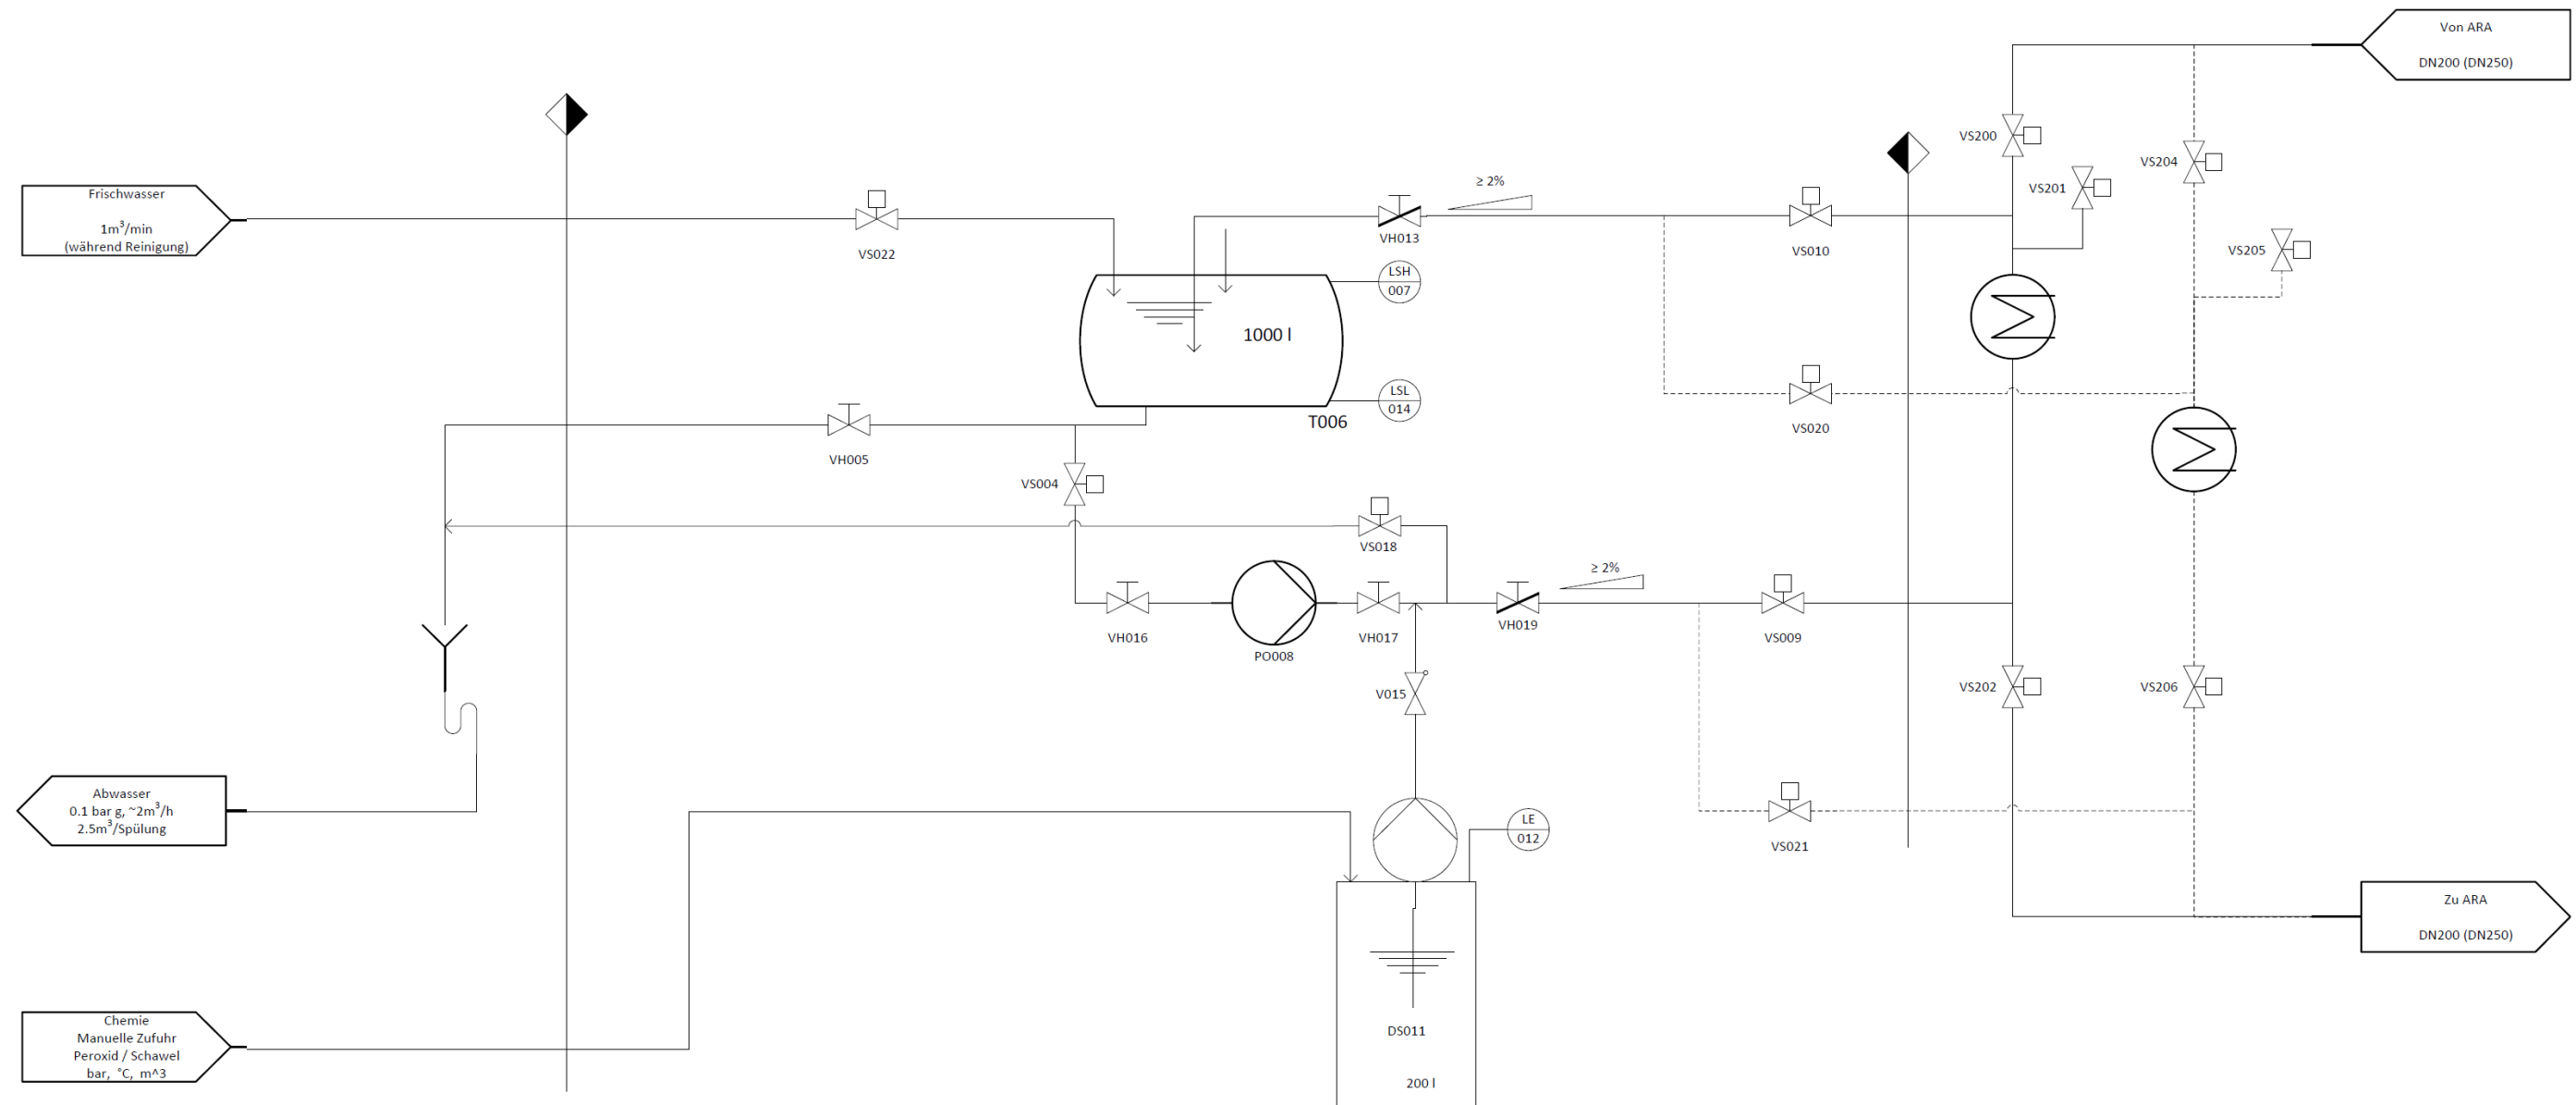 Von ARA
DN200 (DN250)
VS200
VS204
VS201
Frischwasser
1m³/min
(während Reinigung)
VS022
≥ 2%
VH013
VS010
VS205
LSH
007
1000 l
LSL
014
T006
VS020
VH005
VS004
VS018
≥ 2%
VH016
PO008
VH017
VH019
VS009
V015
VS202
VS206
Abwasser
0.1 bar g, ~2m³/h
2.5m³/Spülung
LE
012
VS021
Zu ARA
DN200 (DN250)
Chemie
Manuelle Zufuhr
Peroxid / Schawel
bar, °C, m^3
DS011
200 l